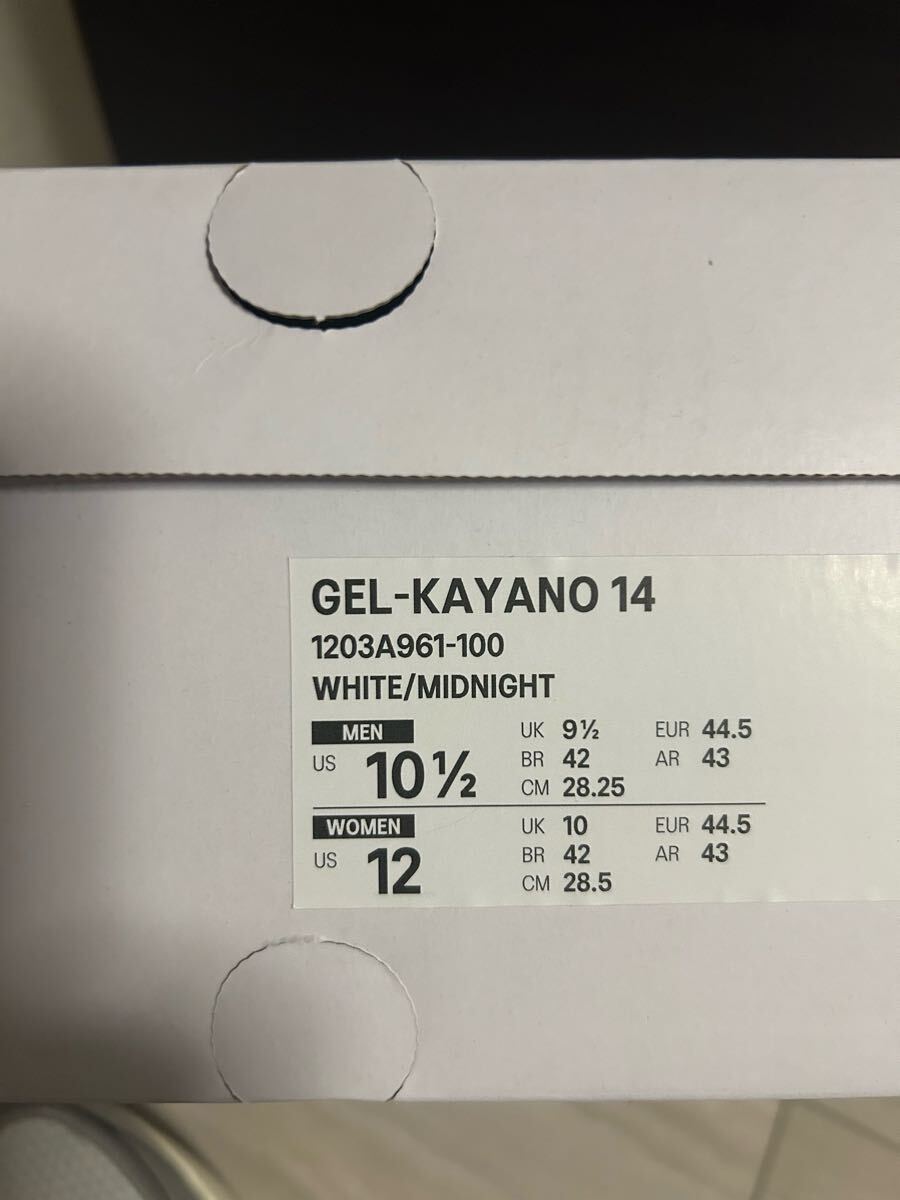 GEL-KAYANO 14
1203A961-100
WHITE/MIDNIGHT
MEN UK 9½ EUR 44.5
US 10½ BR 42 AR 43
CM 28.25
WOMEN UK 10 EUR 44.5
US 12 BR 42 AR 43
CM 28.5